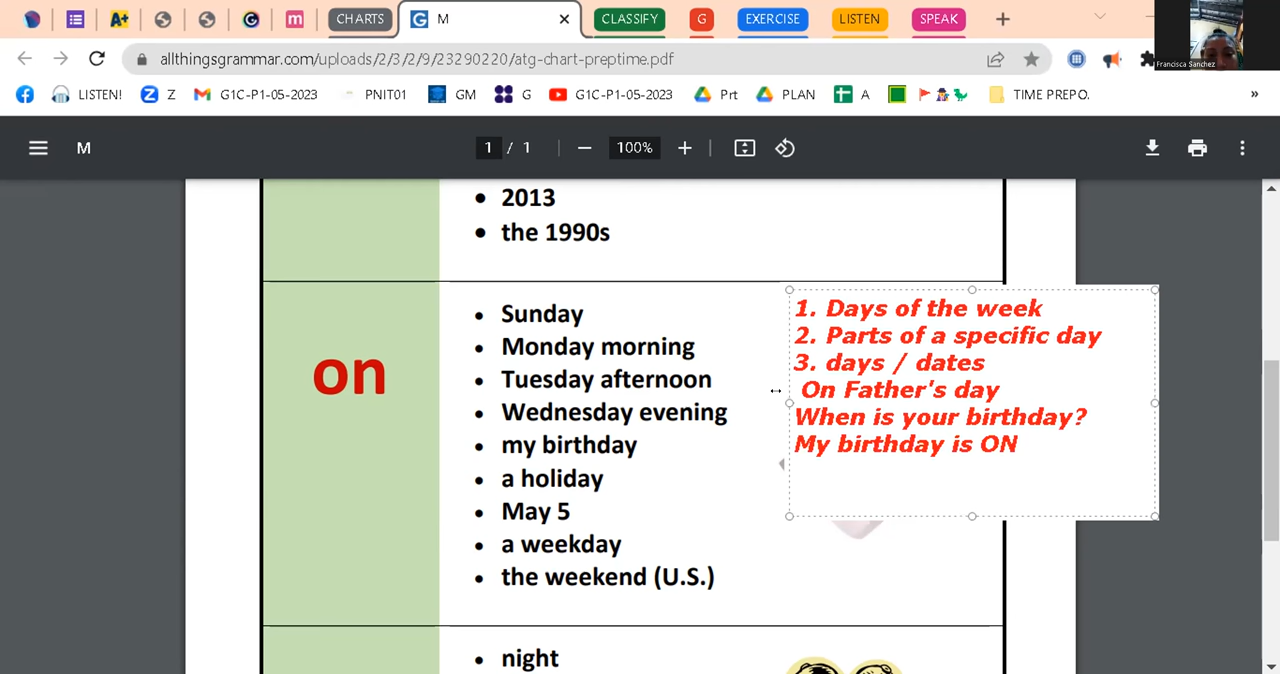 CHARTS
M
CLASSIFY
G
EXERCISE
LISTEN
SPEAK
allthingsgrammar.com/uploads/2/3/2/9/23290220/atg-chart-preptime.pdf
Francisca Sanchez
LISTEN!
Z
G1C-P1-05-2023
PNIT01
GM
G
G1C-P1-05-2023
Prt
PLAN
A
TIME PREPO.
»
M
1 / 1
100%
• 2013
• the 1990s
on
• Sunday
• Monday morning
• Tuesday afternoon
• Wednesday evening
• my birthday
• a holiday
• May 5
• a weekday
• the weekend (U.S.)
1. Days of the week
2. Parts of a specific day
3. days / dates
On Father's day
When is your birthday?
My birthday is ON
• night